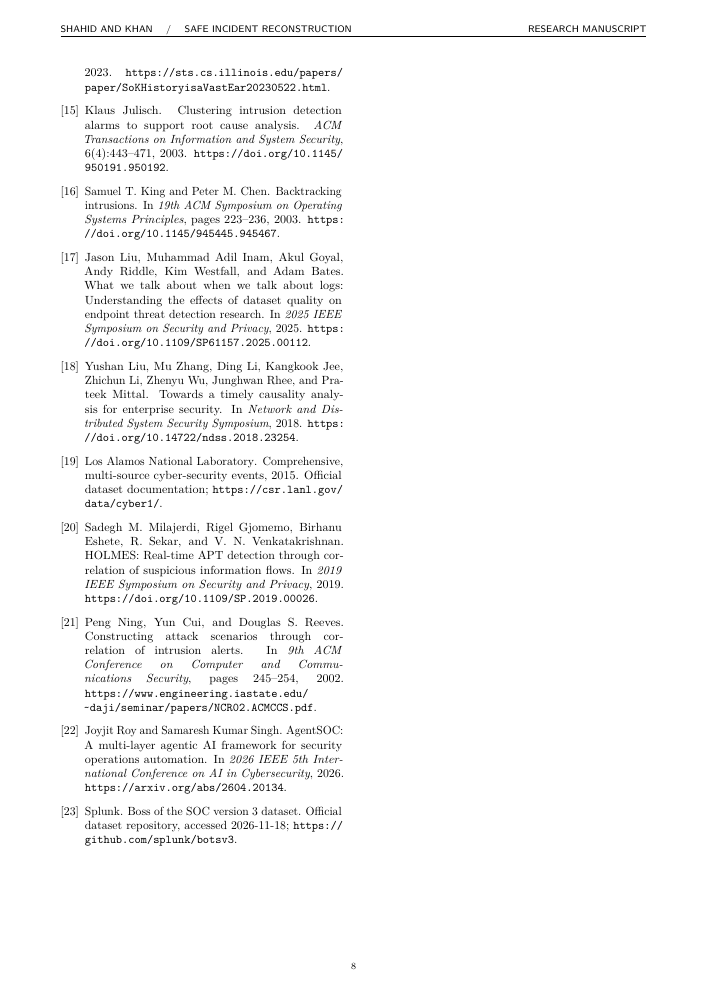 SHAHID AND KHAN / SAFE INCIDENT RECONSTRUCTION RESEARCH MANUSCRIPT
2023. https://sts.cs.illinois.edu/papers/
paper/SoKHistoryisaVastEar20230522.html.
[15] Klaus Julisch. Clustering intrusion detection
alarms to support root cause analysis. ACM
Transactions on Information and System Security,
6(4):443–471, 2003. https://doi.org/10.1145/
950191.950192.
[16] Samuel T. King and Peter M. Chen. Backtracking
intrusions. In 19th ACM Symposium on Operating
Systems Principles, pages 223–236, 2003. https:
//doi.org/10.1145/945445.945467.
[17] Jason Liu, Muhammad Adil Inam, Akul Goyal,
Andy Riddle, Kim Westfall, and Adam Bates.
What we talk about when we talk about logs:
Understanding the effects of dataset quality on
endpoint threat detection research. In 2025 IEEE
Symposium on Security and Privacy, 2025. https:
//doi.org/10.1109/SP61157.2025.00112.
[18] Yushan Liu, Mu Zhang, Ding Li, Kangkook Jee,
Zhichun Li, Zhenyu Wu, Junghwan Rhee, and Pra-
teek Mittal. Towards a timely causality analy-
sis for enterprise security. In Network and Dis-
tributed System Security Symposium, 2018. https:
//doi.org/10.14722/ndss.2018.23254.
[19] Los Alamos National Laboratory. Comprehensive,
multi-source cyber-security events, 2015. Official
dataset documentation; https://csr.lanl.gov/
data/cyber1/.
[20] Sadegh M. Milajerdi, Rigel Gjomemo, Birhanu
Eshete, R. Sekar, and V. N. Venkatakrishnan.
HOLMES: Real-time APT detection through cor-
relation of suspicious information flows. In 2019
IEEE Symposium on Security and Privacy, 2019.
https://doi.org/10.1109/SP.2019.00026.
[21] Peng Ning, Yun Cui, and Douglas S. Reeves.
Constructing attack scenarios through cor-
relation of intrusion alerts. In 9th ACM
Conference on Computer and Commu-
nications Security, pages 245–254, 2002.
https://www.engineering.iastate.edu/
~daji/seminar/papers/NCR02.ACMCCS.pdf.
[22] Joyjit Roy and Samaresh Kumar Singh. AgentSOC:
A multi-layer agentic AI framework for security
operations automation. In 2026 IEEE 5th Inter-
national Conference on AI in Cybersecurity, 2026.
https://arxiv.org/abs/2604.20134.
[23] Splunk. Boss of the SOC version 3 dataset. Official
dataset repository, accessed 2026-11-18; https://
github.com/splunk/botsv3.
8